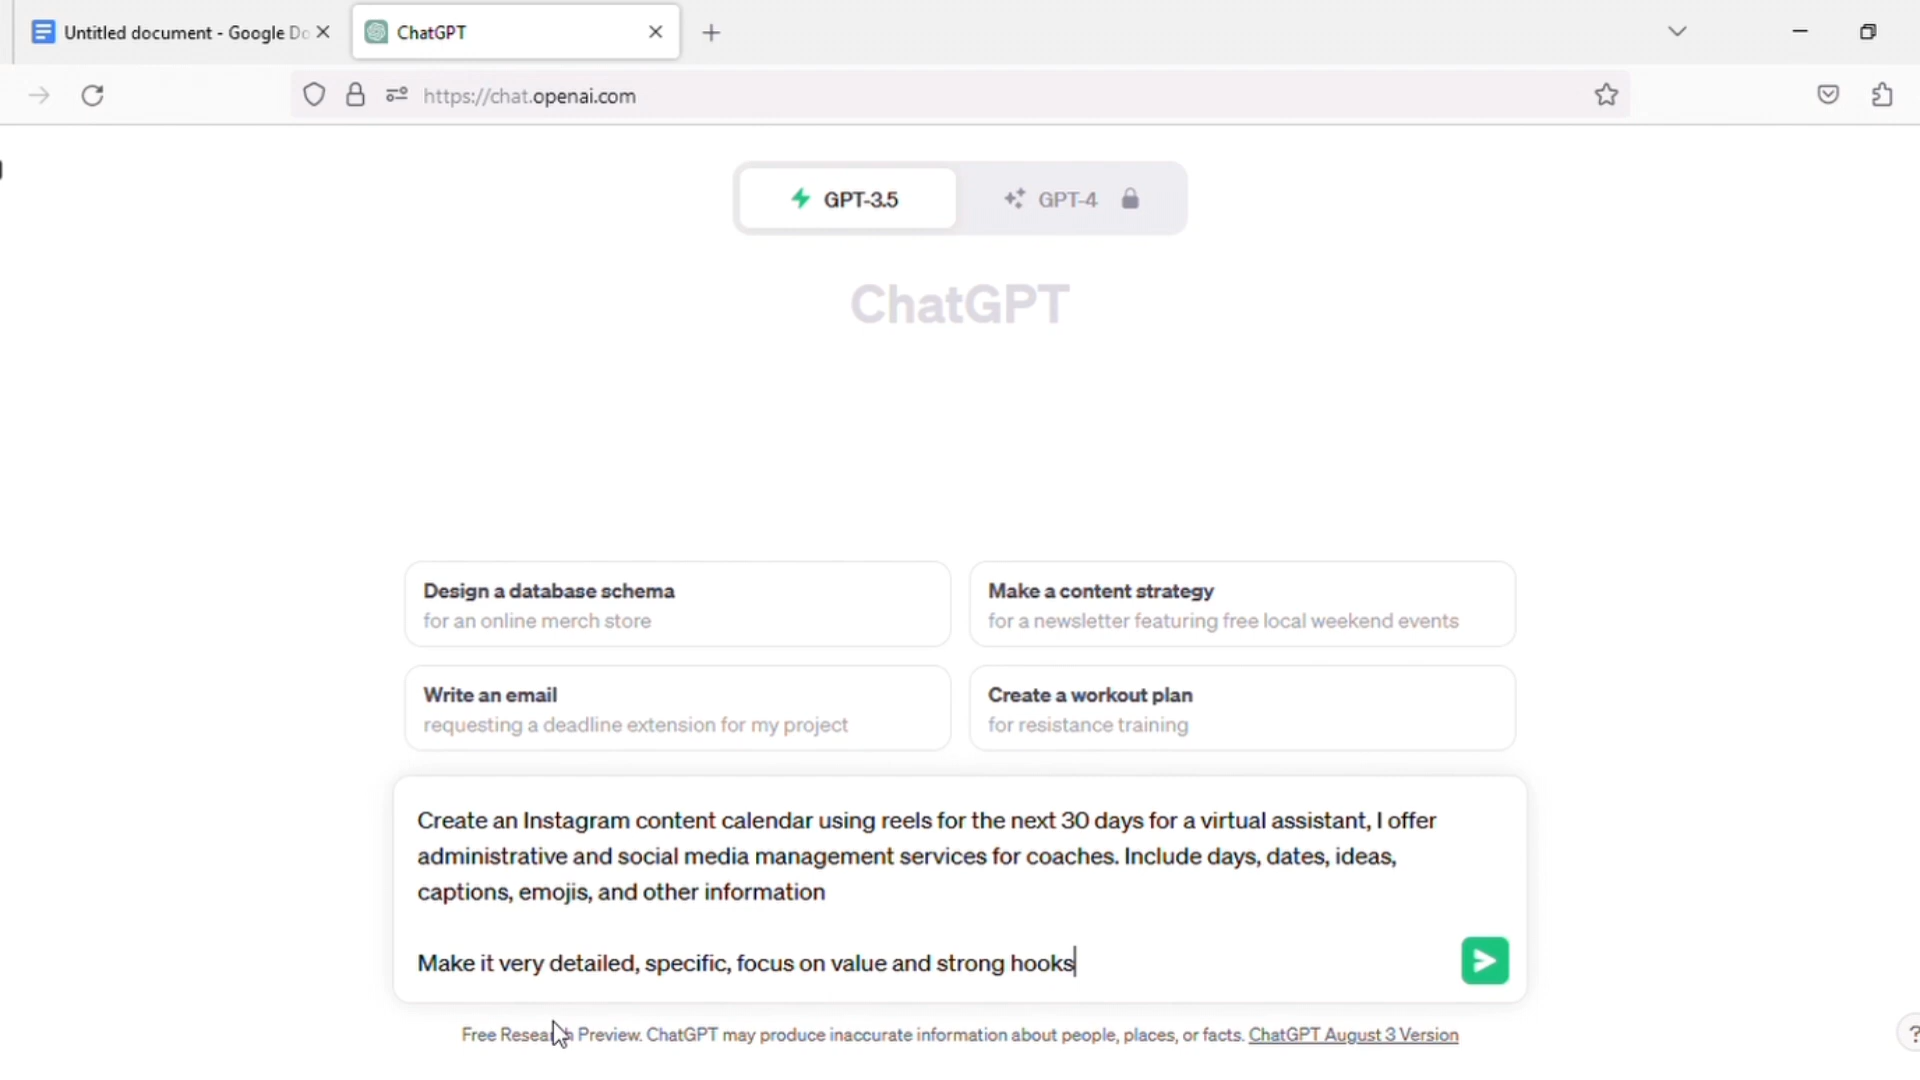 Untitled document - Google Do
ChatGPT
https://chat.openai.com
GPT-3.5
GPT-4
ChatGPT
Design a database schema
for an online merch store
Make a content strategy
for a newsletter featuring free local weekend events
Write an email
requesting a deadline extension for my project
Create a workout plan
for resistance training
Create an Instagram content calendar using reels for the next 30 days for a virtual assistant, I offer
administrative and social media management services for coaches. Include days, dates, ideas,
captions, emojis, and other information
Make it very detailed, specific, focus on value and strong hooks
Free Research Preview. ChatGPT may produce inaccurate information about people, places, or facts. ChatGPT August 3 Version
?